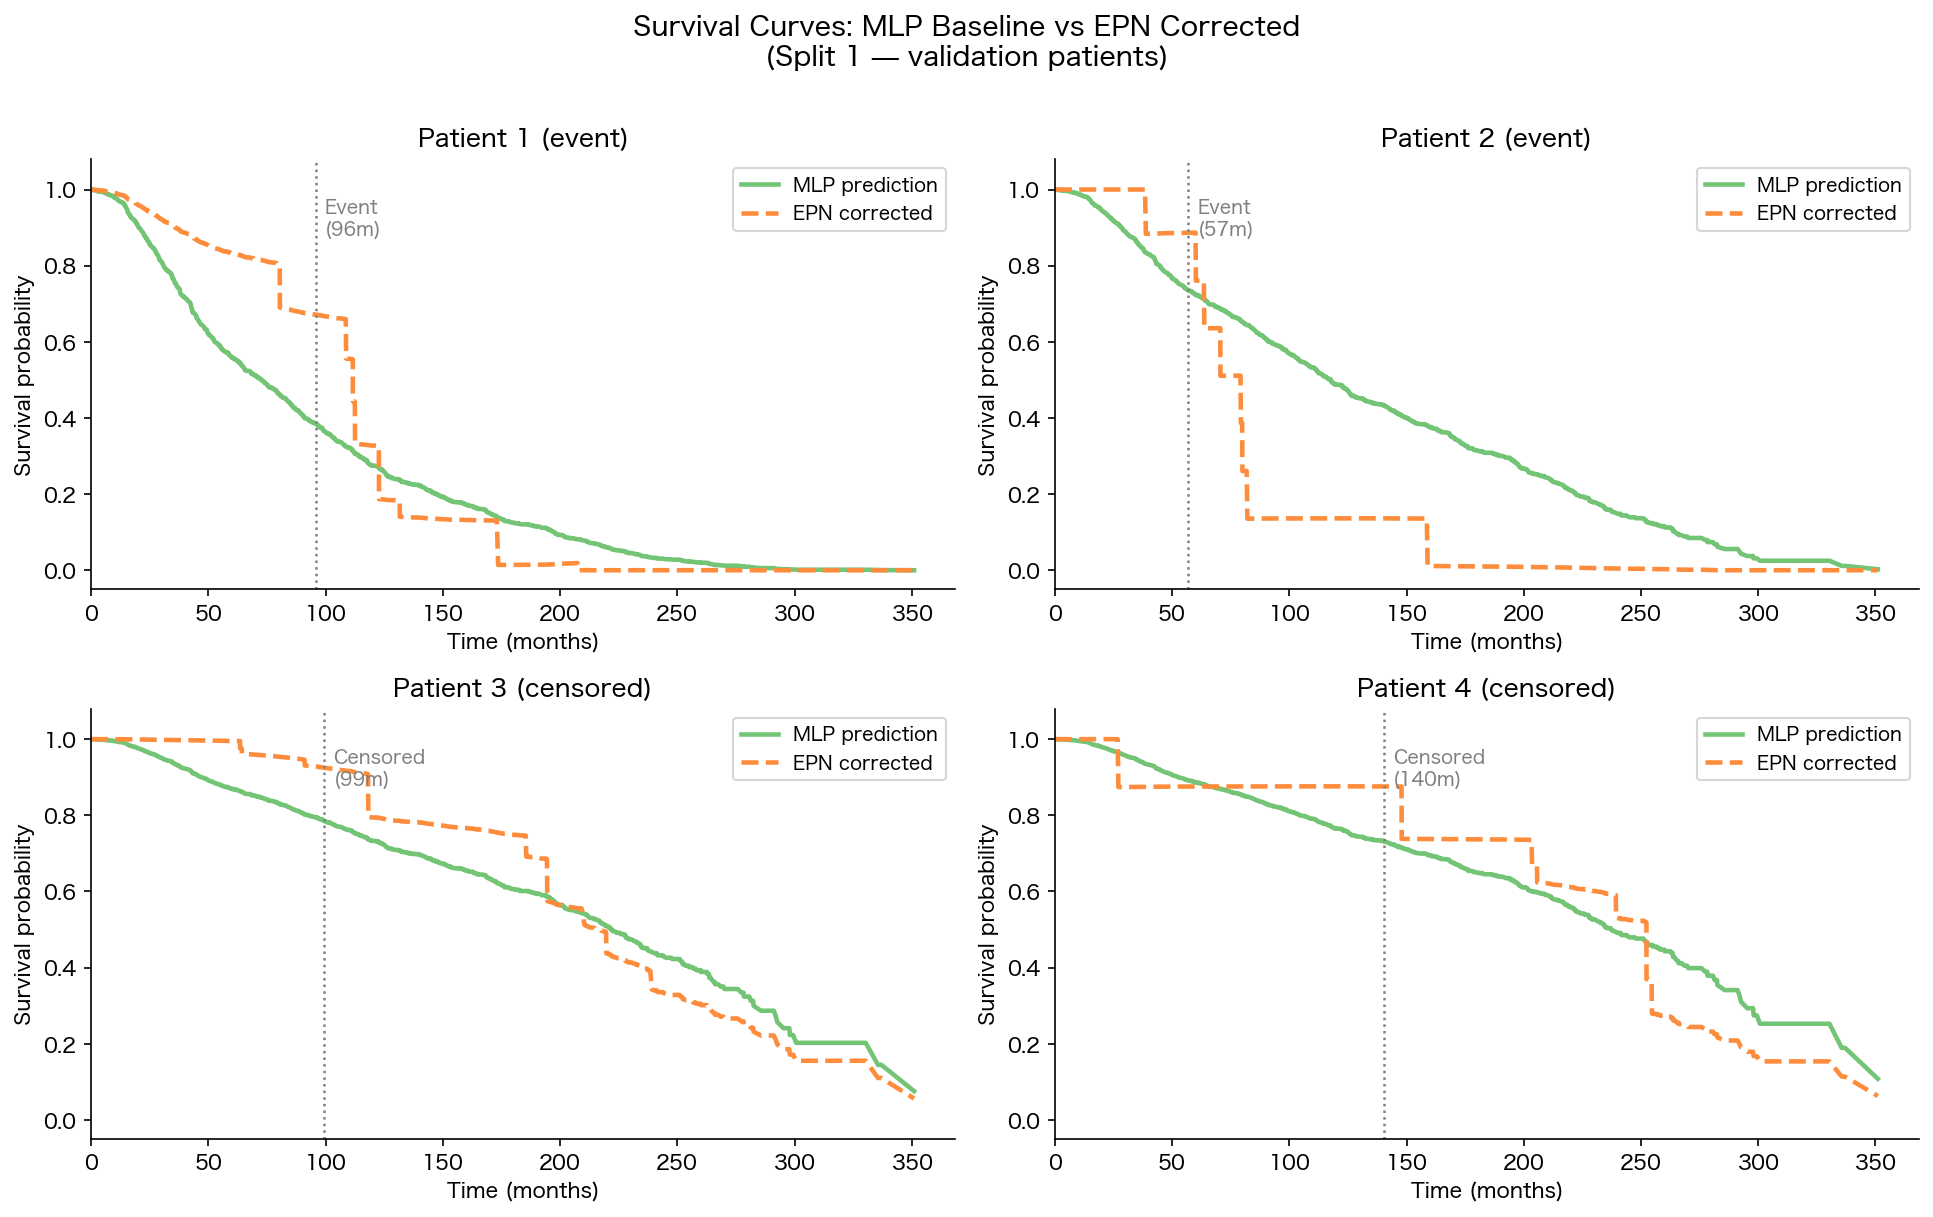 Survival Curves: MLP Baseline vs EPN Corrected
(Split 1 — validation patients)
Patient 1 (event)
Survival probability
1.0
0.8
0.6
0.4
0.2
0.0
Event
(96m)
MLP prediction
EPN corrected
0 50 100 150 200 250 300 350
Time (months)
Patient 2 (event)
Survival probability
1.0
0.8
0.6
0.4
0.2
0.0
Event
(57m)
MLP prediction
EPN corrected
0 50 100 150 200 250 300 350
Time (months)
Patient 3 (censored)
Survival probability
1.0
0.8
0.6
0.4
0.2
0.0
Censored
(99m)
MLP prediction
EPN corrected
0 50 100 150 200 250 300 350
Time (months)
Patient 4 (censored)
Survival probability
1.0
0.8
0.6
0.4
0.2
0.0
Censored
(140m)
MLP prediction
EPN corrected
0 50 100 150 200 250 300 350
Time (months)